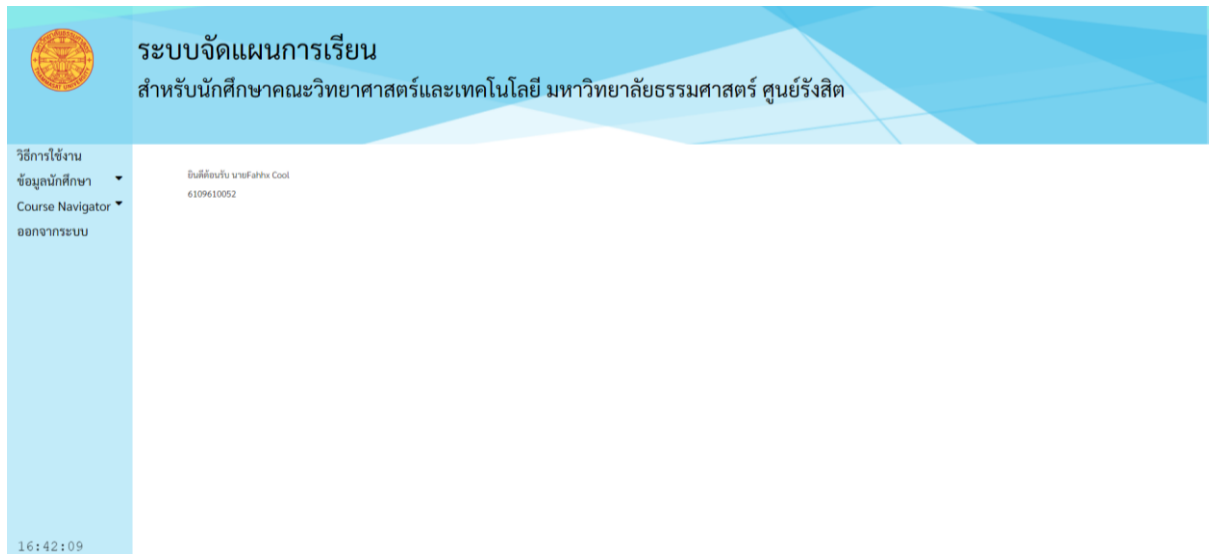 ระบบจัดแผนการเรียน
สำหรับนักศึกษาคณะวิทยาศาสตร์และเทคโนโลยี มหาวิทยาลัยธรรมศาสตร์ ศูนย์รังสิต
วิธีการใช้งาน
ข้อมูลนักศึกษา
Course Navigator
ออกจากระบบ
ยินดีต้อนรับ นายFahhx Cool
6109610052
16:42:09